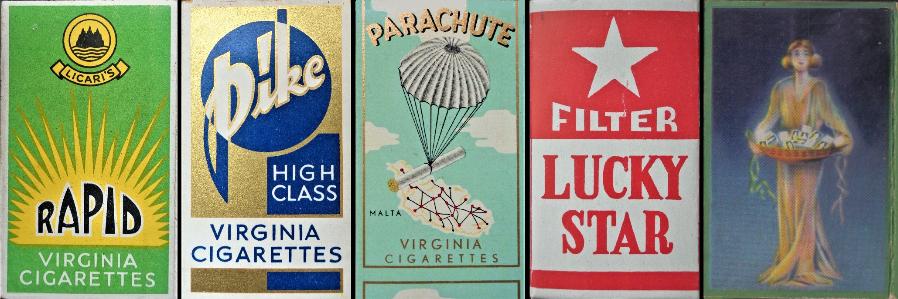 LICARI'S
RAPID
VIRGINIA
CIGARETTES
Pike
HIGH
CLASS
VIRGINIA
CIGARETTES
PARACHUTE
MALTA
VIRGINIA
CIGARETTES
FILTER
LUCKY
STAR